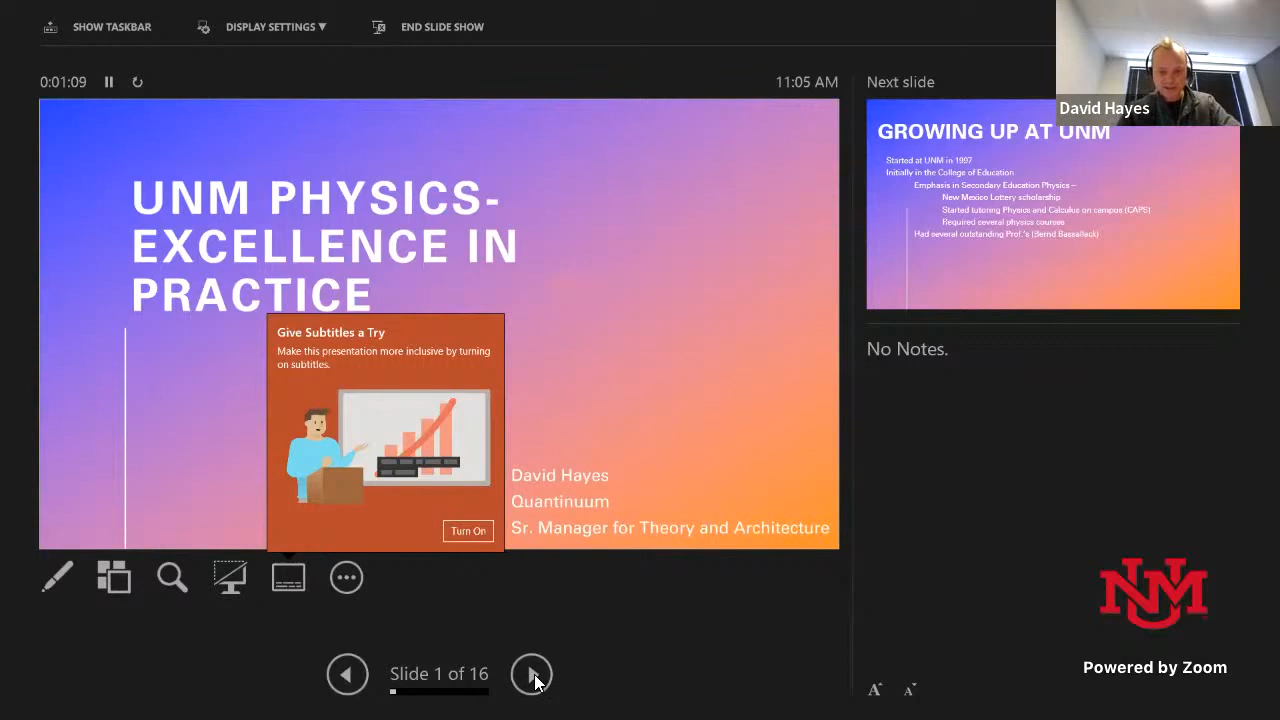 SHOW TASKBAR
DISPLAY SETTINGS ▼
END SLIDE SHOW
0:01:09
11:05 AM
Next slide
David Hayes
UNM PHYSICS-
EXCELLENCE IN
PRACTICE
Give Subtitles a Try
Make this presentation more inclusive by turning
on subtitles.
Turn On
David Hayes
Quantinuum
Sr. Manager for Theory and Architecture
GROWING UP AT UNM
Started at UNM in 1997
Initially in the College of Education
Emphasis in Secondary Education Physics –
New Mexico Lottery scholarship
Started tutoring Physics and Calculus on campus (CAPS)
Required several physics courses
Had several outstanding Prof.'s (Bernd Bassalleck)
No Notes.
Slide 1 of 16
A A
UNM
Powered by Zoom